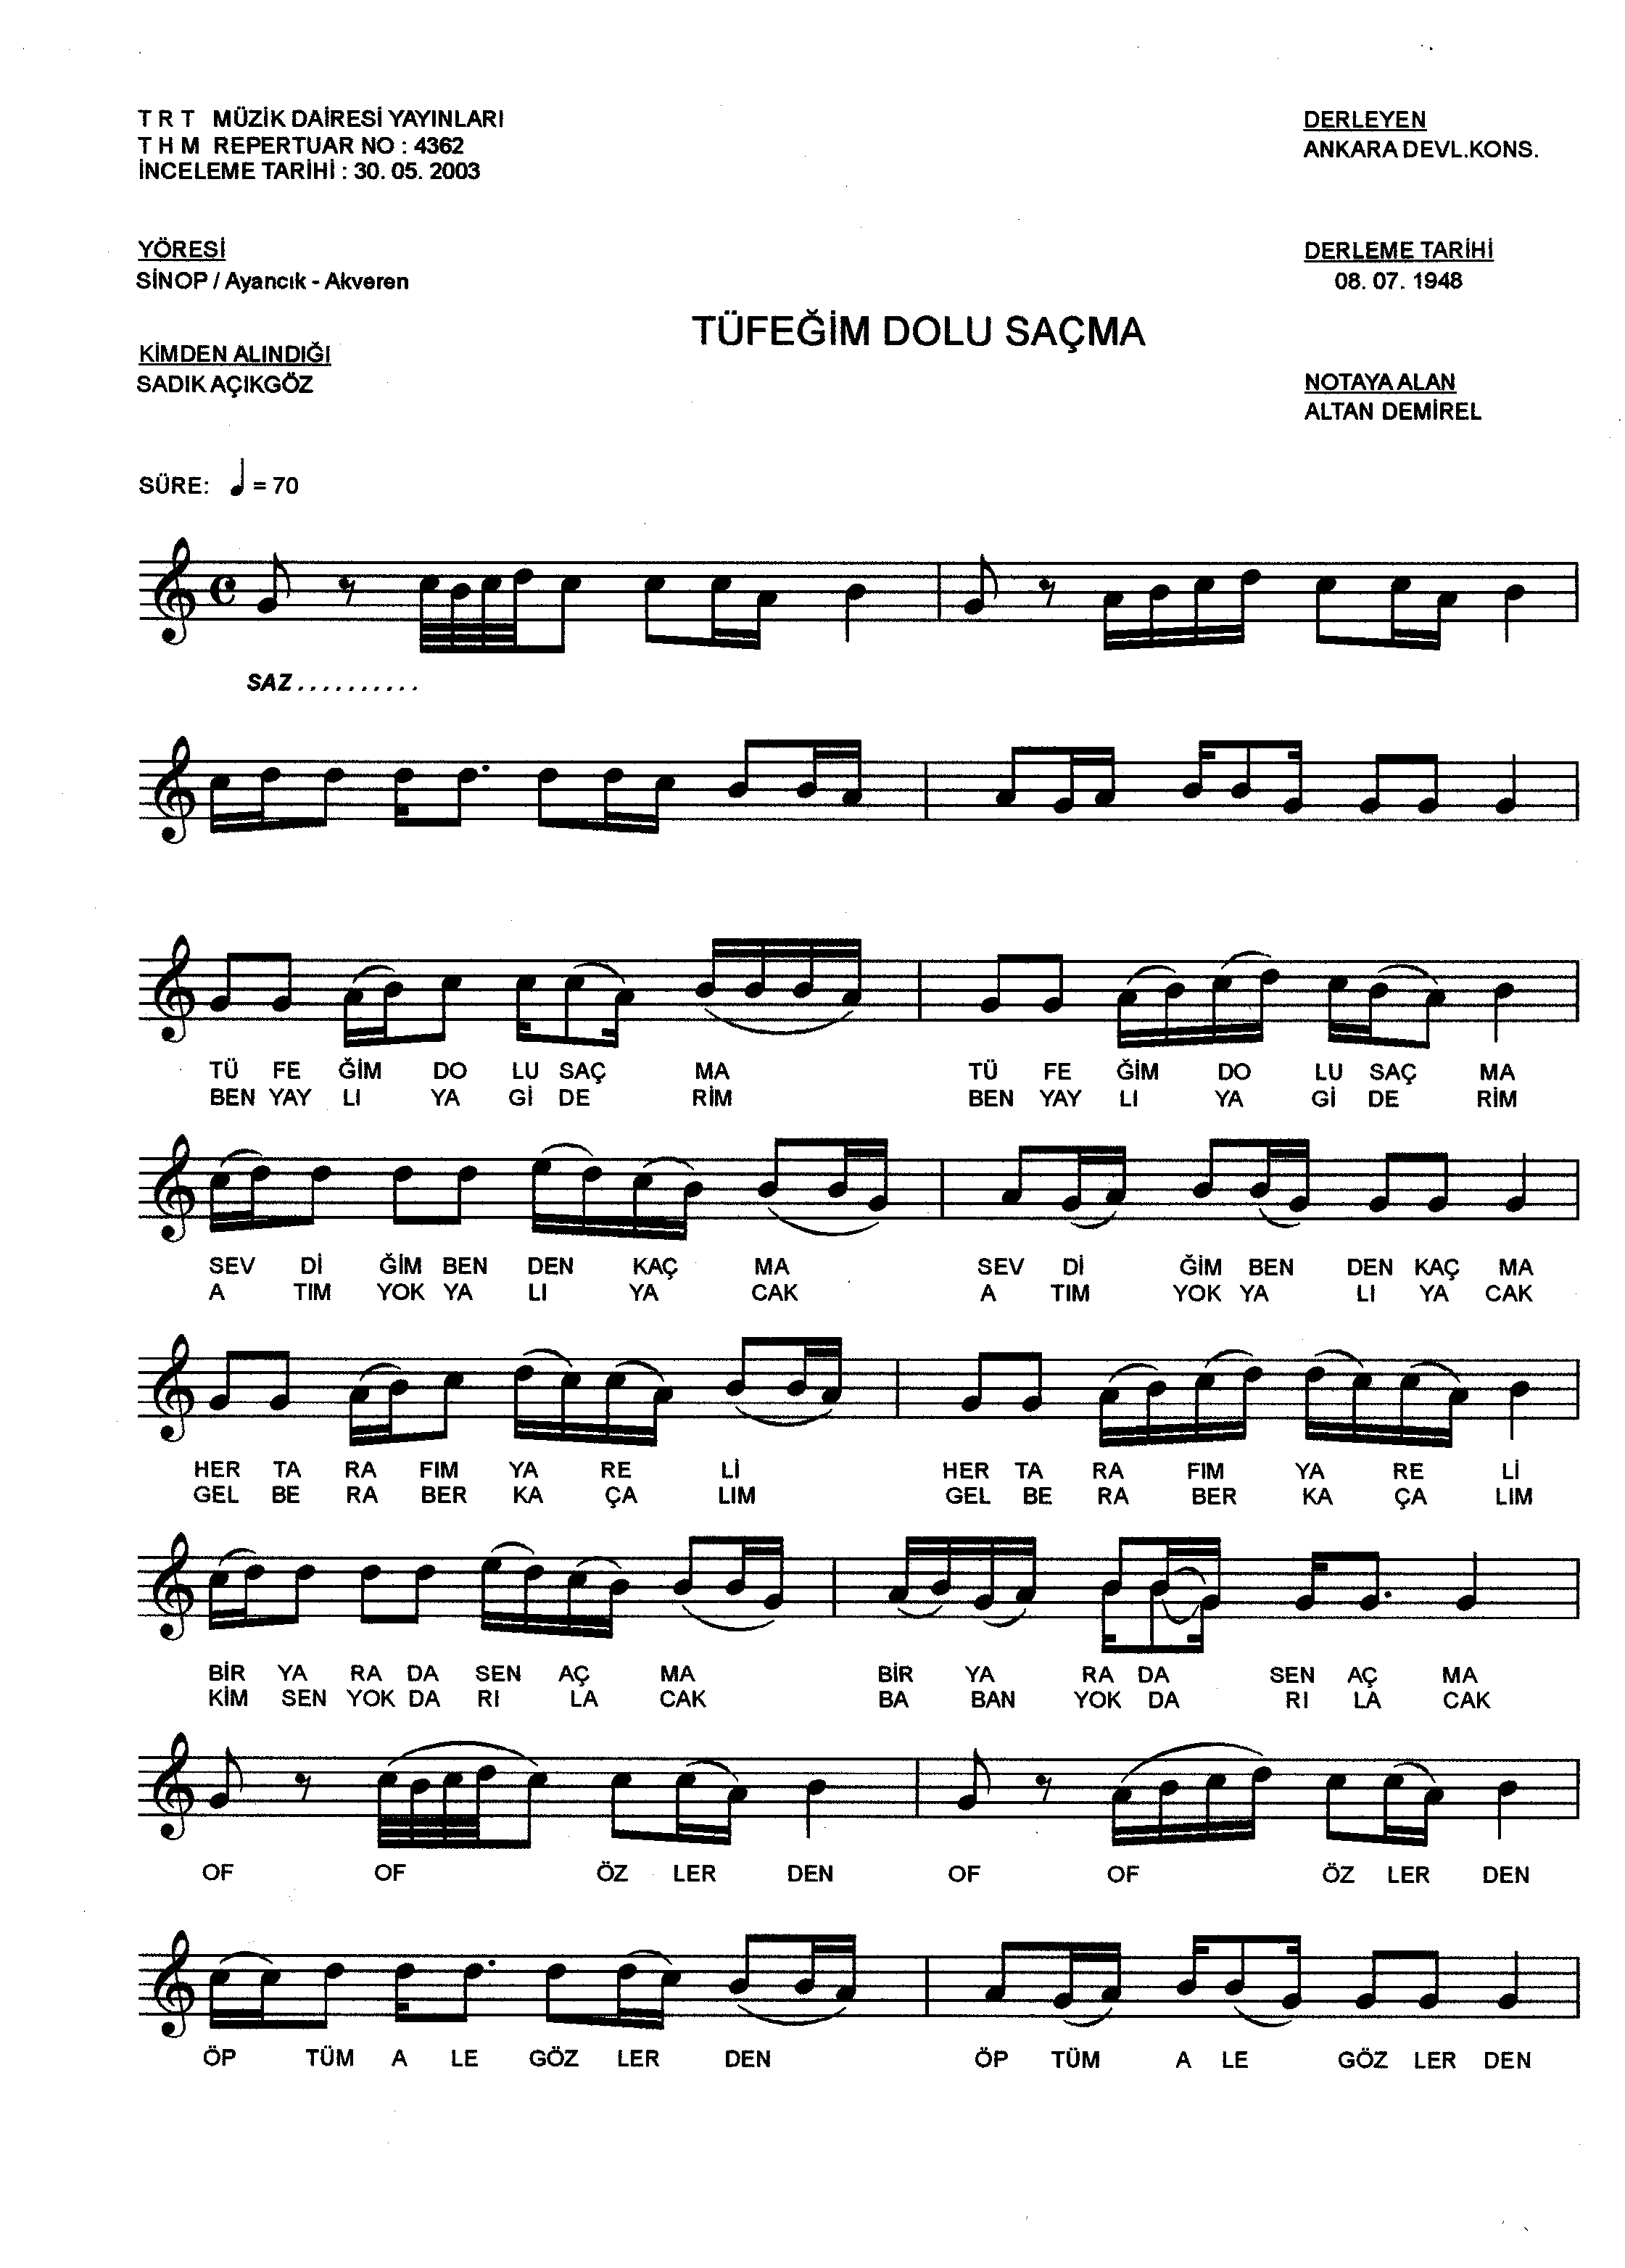 T R T MÜZİK DAİRESİ YAYINLARI
T H M REPERTUAR NO : 4362
İNCELEME TARİHİ : 30. 05. 2003
DERLEYEN
ANKARA DEVL.KONS.
YÖRESİ
SİNOP / Ayancık - Akveren
DERLEME TARİHİ
08. 07. 1948
TÜFEĞİM DOLU SAÇMA
KİMDEN ALINDIĞI
SADIK AÇIKGÖZ
NOTAYA ALAN
ALTAN DEMİREL
SÜRE: = 70
SAZ . . . . . . . . . .
TÜ FE ĞİM DO LU SAÇ MA TÜ FE ĞİM DO LU SAÇ MA
BEN YAY LI YA Gİ DE RİM BEN YAY LI YA Gİ DE RİM
SEV Dİ ĞİM BEN DEN KAÇ MA SEV Dİ ĞİM BEN DEN KAÇ MA
A TIM YOK YA LI YA CAK A TIM YOK YA LI YA CAK
HER TA RA FIM YA RE Lİ HER TA RA FIM YA RE Lİ
GEL BE RA BER KA ÇA LIM GEL BE RA BER KA ÇA LIM
BİR YA RA DA SEN AÇ MA BİR YA RA DA SEN AÇ MA
KİM SEN YOK DA RI LA CAK BA BAN YOK DA RI LA CAK
OF OF ÖZ LER DEN OF OF ÖZ LER DEN
ÖP TÜM A LE GÖZ LER DEN ÖP TÜM A LE GÖZ LER DEN